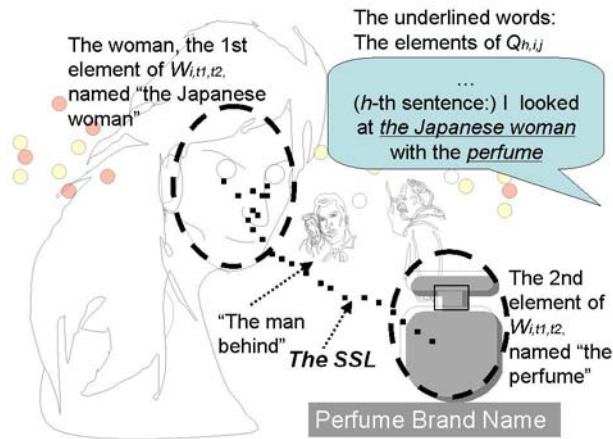 The woman, the 1st
element of Wi,t1,t2,
named “the Japanese
woman”
The underlined words:
The elements of Qh,i,j
...
(h-th sentence:) I looked
at the Japanese woman
with the perfume
“The man
behind”
The SSL
The 2nd
element of
Wi,t1,t2,
named “the
perfume”
Perfume Brand Name